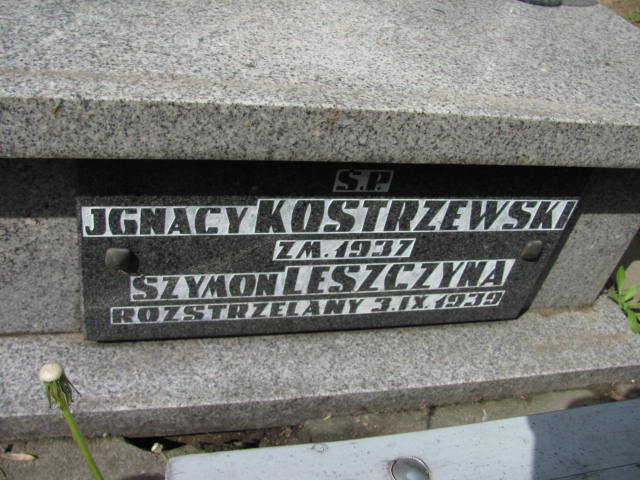 Ś.P.
JGNACY KOSTRZEWSKI
ZM. 1937
SZYMON LESZCZYNA
ROZSTRZELANY 3.IX.1939